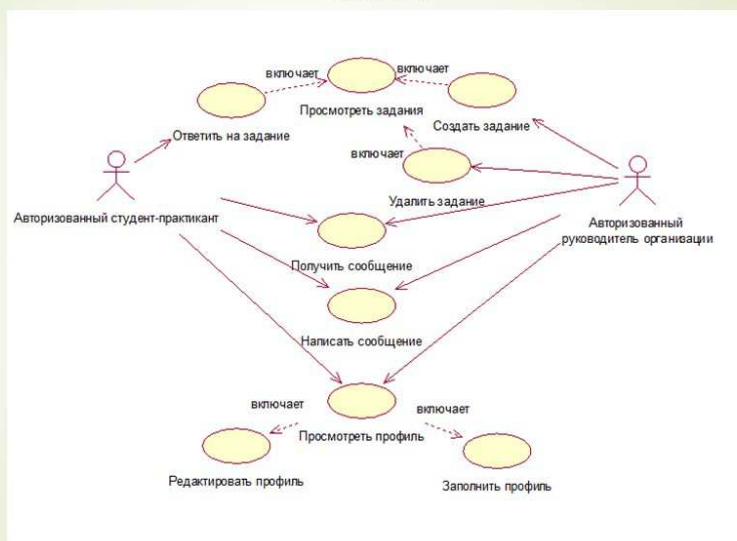 включает
включает
Просмотреть задания
Ответить на задание
Создать задание
включает
Удалить задание
Авторизованный студент-практикант
Авторизованный
руководитель организации
Получить сообщение
Написать сообщение
включает
включает
Просмотреть профиль
Редактировать профиль
Заполнить профиль